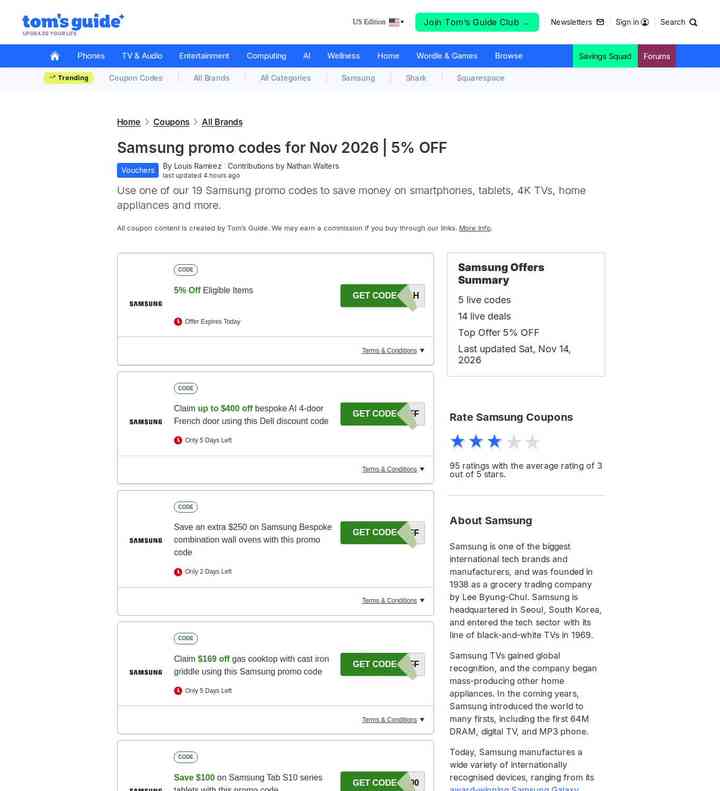 tom's guide
UPGRADE YOUR LIFE
US Edition
Join Tom's Guide Club →
Newsletters
Sign in
Search
Phones TV & Audio Entertainment Computing AI Wellness Home Wordle & Games Browse Savings Squad Forums
Trending Coupon Codes All Brands All Categories Samsung Shark Squarespace
Home > Coupons > All Brands
Samsung promo codes for Nov 2026 | 5% OFF
Vouchers
By Louis Ramirez Contributions by Nathan Walters
last updated 4 hours ago
Use one of our 19 Samsung promo codes to save money on smartphones, tablets, 4K TVs, home
appliances and more.
All coupon content is created by Tom's Guide. We may earn a commission if you buy through our links. More Info.
CODE
SAMSUNG
5% Off Eligible Items
GET CODE H
Offer Expires Today
Terms & Conditions ▼
CODE
SAMSUNG
Claim up to $400 off bespoke AI 4-door
French door using this Dell discount code
GET CODE FF
Only 5 Days Left
Terms & Conditions ▼
CODE
SAMSUNG
Save an extra $250 on Samsung Bespoke
combination wall ovens with this promo
code
GET CODE FF
Only 2 Days Left
Terms & Conditions ▼
CODE
SAMSUNG
Claim $169 off gas cooktop with cast iron
griddle using this Samsung promo code
GET CODE FF
Only 5 Days Left
Terms & Conditions ▼
CODE
SAMSUNG
Save $100 on Samsung Tab S10 series
tablets with this promo code
GET CODE 00
Samsung Offers
Summary
5 live codes
14 live deals
Top Offer 5% OFF
Last updated Sat, Nov 14,
2026
Rate Samsung Coupons
95 ratings with the average rating of 3
out of 5 stars.
About Samsung
Samsung is one of the biggest
international tech brands and
manufacturers, and was founded in
1938 as a grocery trading company
by Lee Byung-Chul. Samsung is
headquartered in Seoul, South Korea,
and entered the tech sector with its
line of black-and-white TVs in 1969.
Samsung TVs gained global
recognition, and the company began
mass-producing other home
appliances. In the coming years,
Samsung introduced the world to
many firsts, including the first 64M
DRAM, digital TV, and MP3 phone.
Today, Samsung manufactures a
wide variety of internationally
recognised devices, ranging from its
award-winning Samsung Galaxy